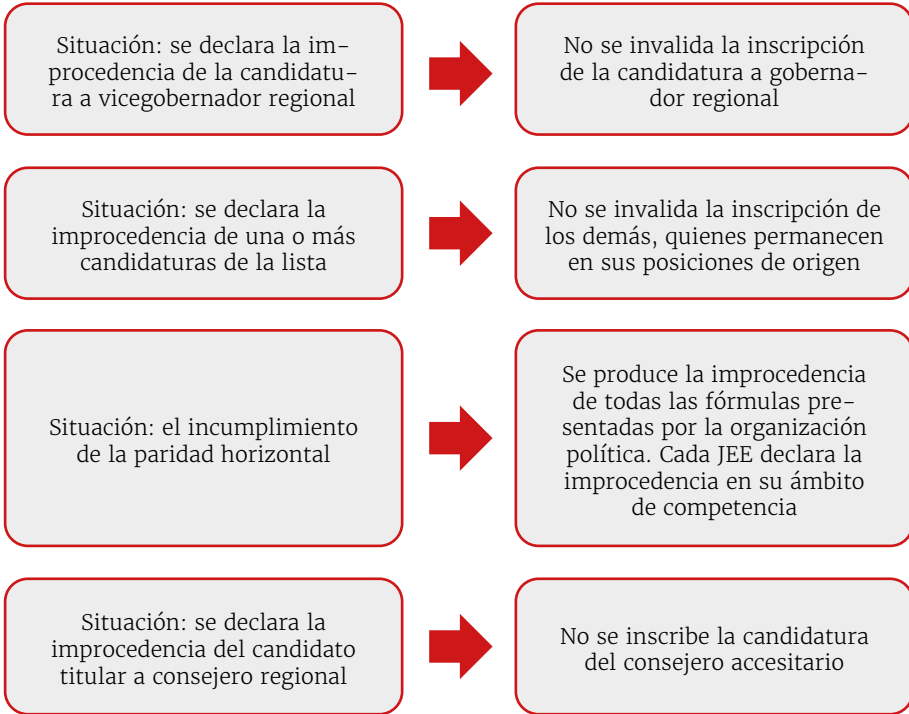 Situación: se declara la im-
procedencia de la candidatu-
ra a vicegobernador regional
No se invalida la inscripción
de la candidatura a goberna-
dor regional
Situación: se declara la
improcedencia de una o más
candidaturas de la lista
No se invalida la inscripción de
los demás, quienes permanecen
en sus posiciones de origen
Situación: el incumplimiento
de la paridad horizontal
Se produce la improcedencia
de todas las fórmulas pre-
sentadas por la organización
política. Cada JEE declara la
improcedencia en su ámbito
de competencia
Situación: se declara la
improcedencia del candidato
titular a consejero regional
No se inscribe la candidatura
del consejero accesitario